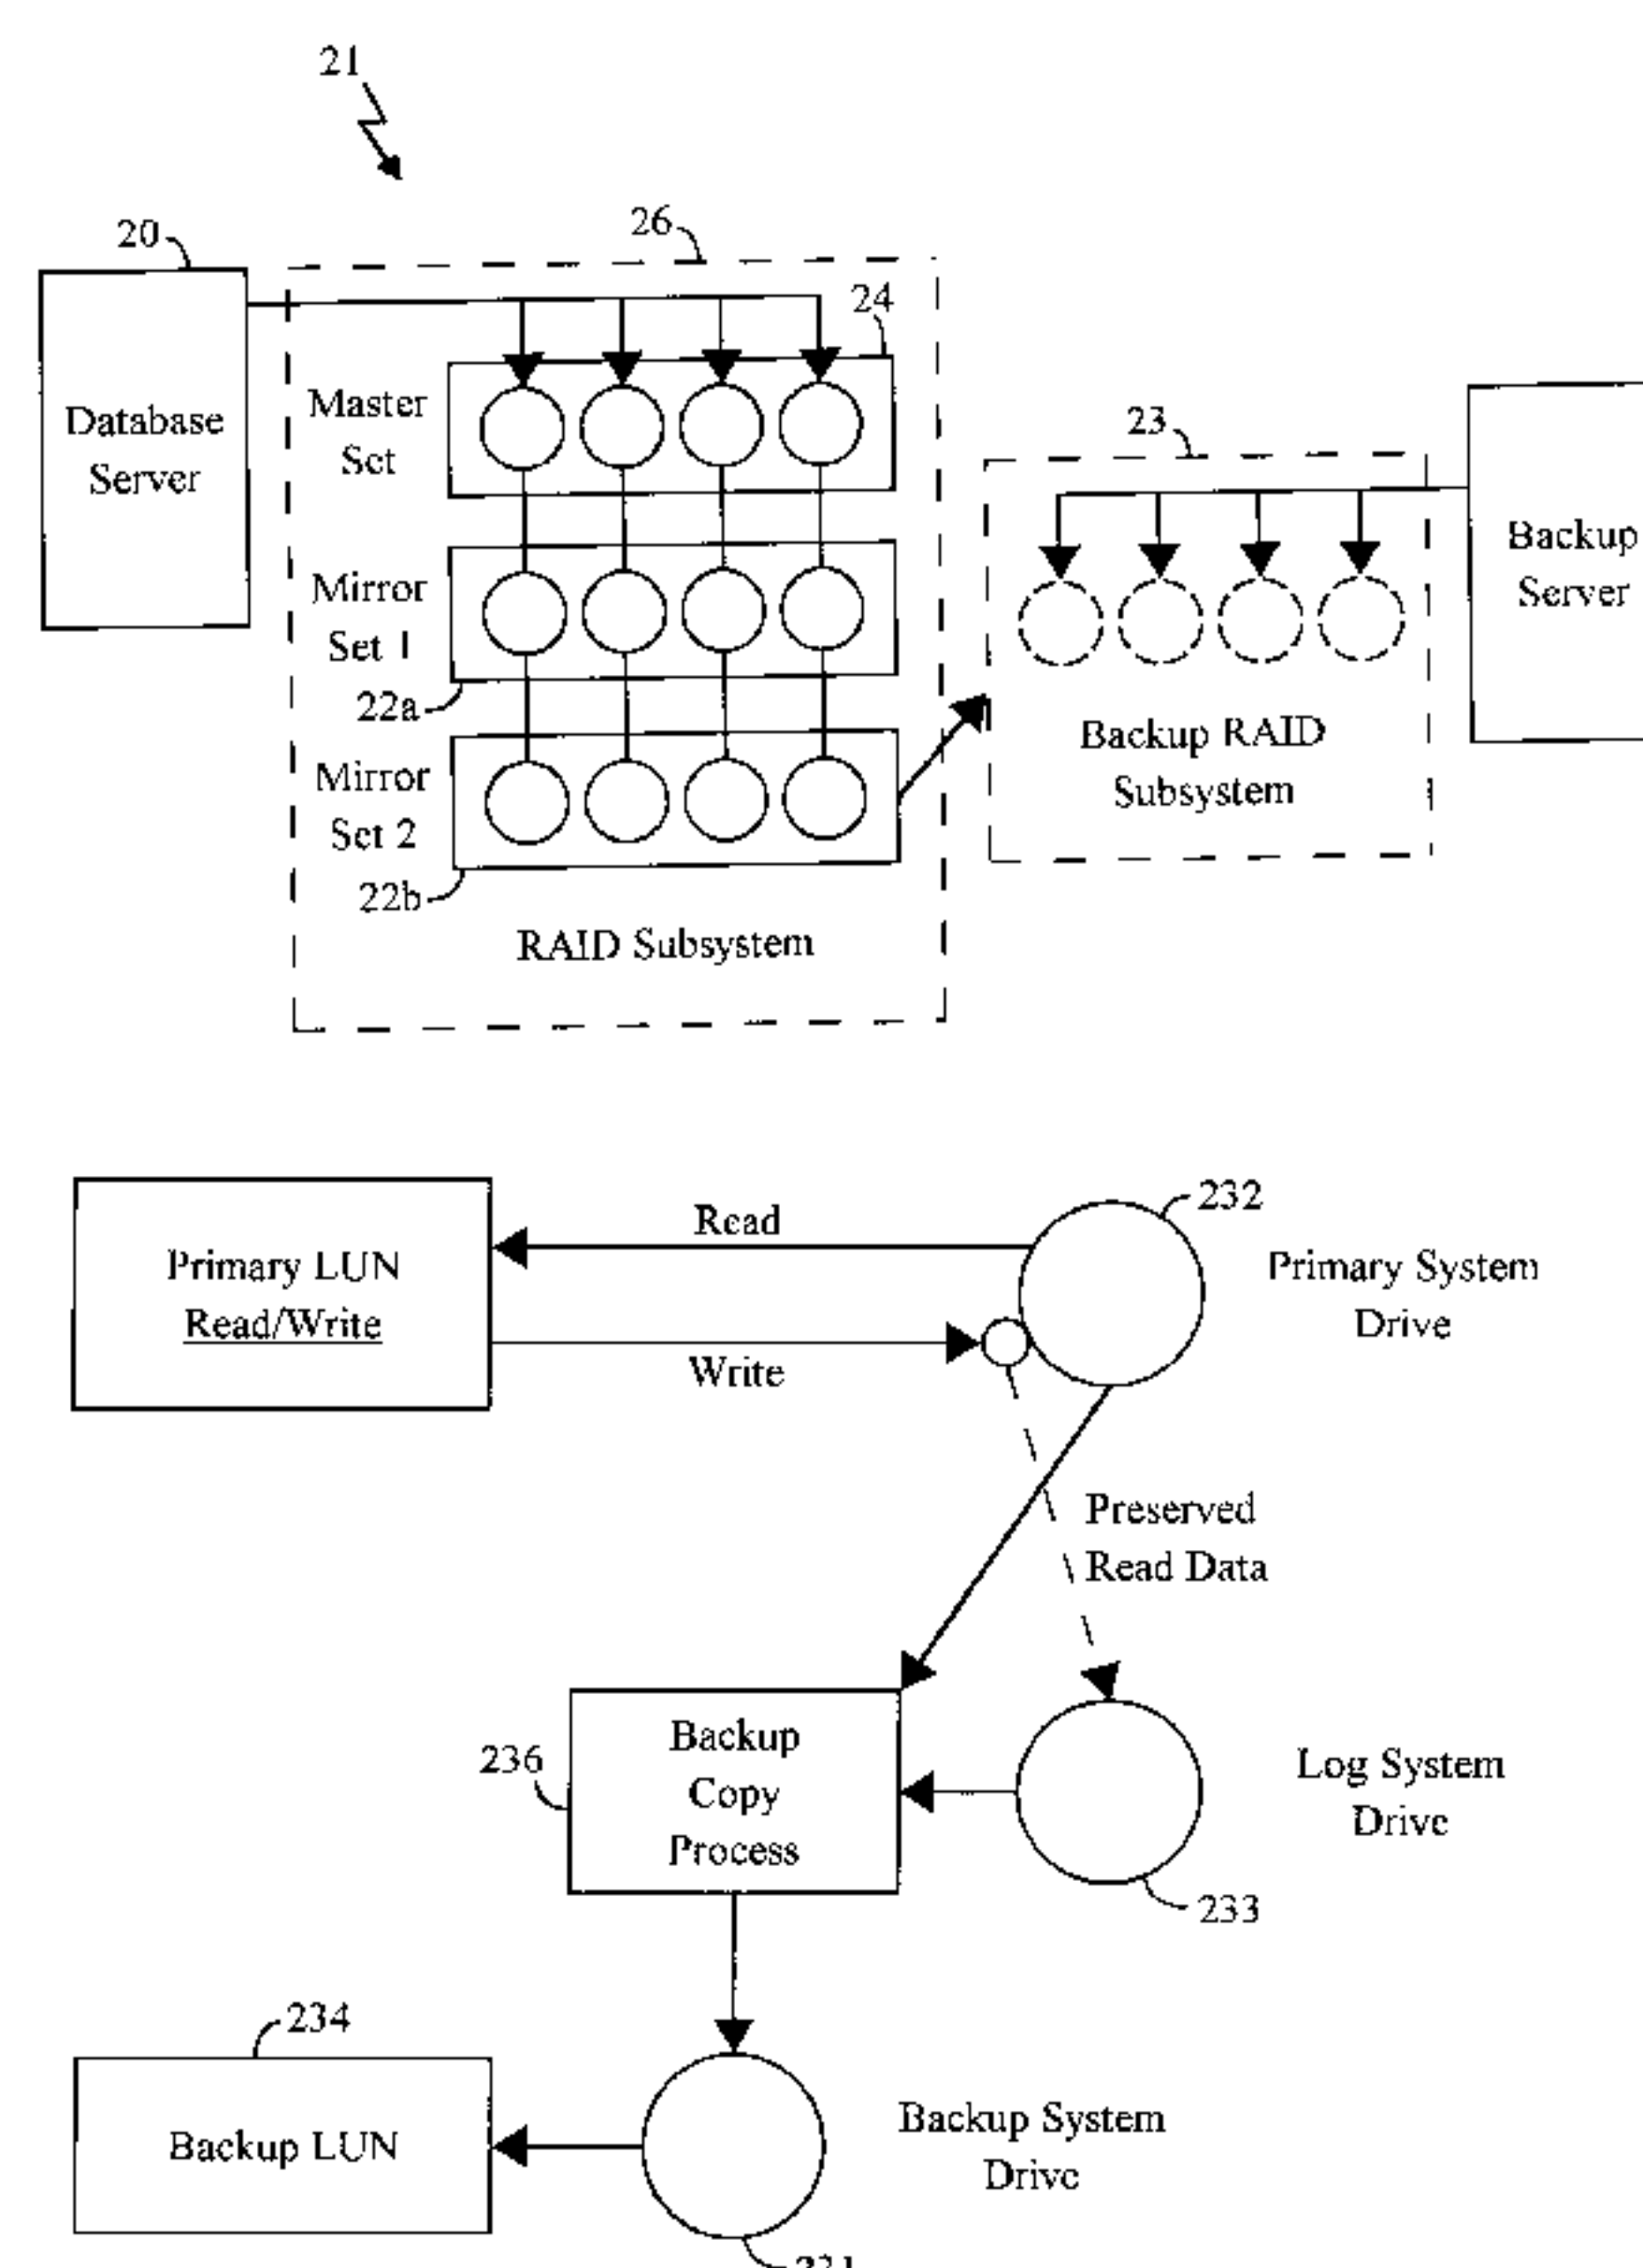 21
20
26
24
Database
Server
Master
Set
23
Backup
Server
Mirror
Set 1
22a
Backup RAID
Subsystem
Mirror
Set 2
22b
RAID Subsystem
232
Read
Primary LUN
Read/Write
Primary System
Drive
Write
Preserved
Read Data
Backup
Copy
Process
236
Log System
Drive
233
234
Backup LUN
Backup System
Drive